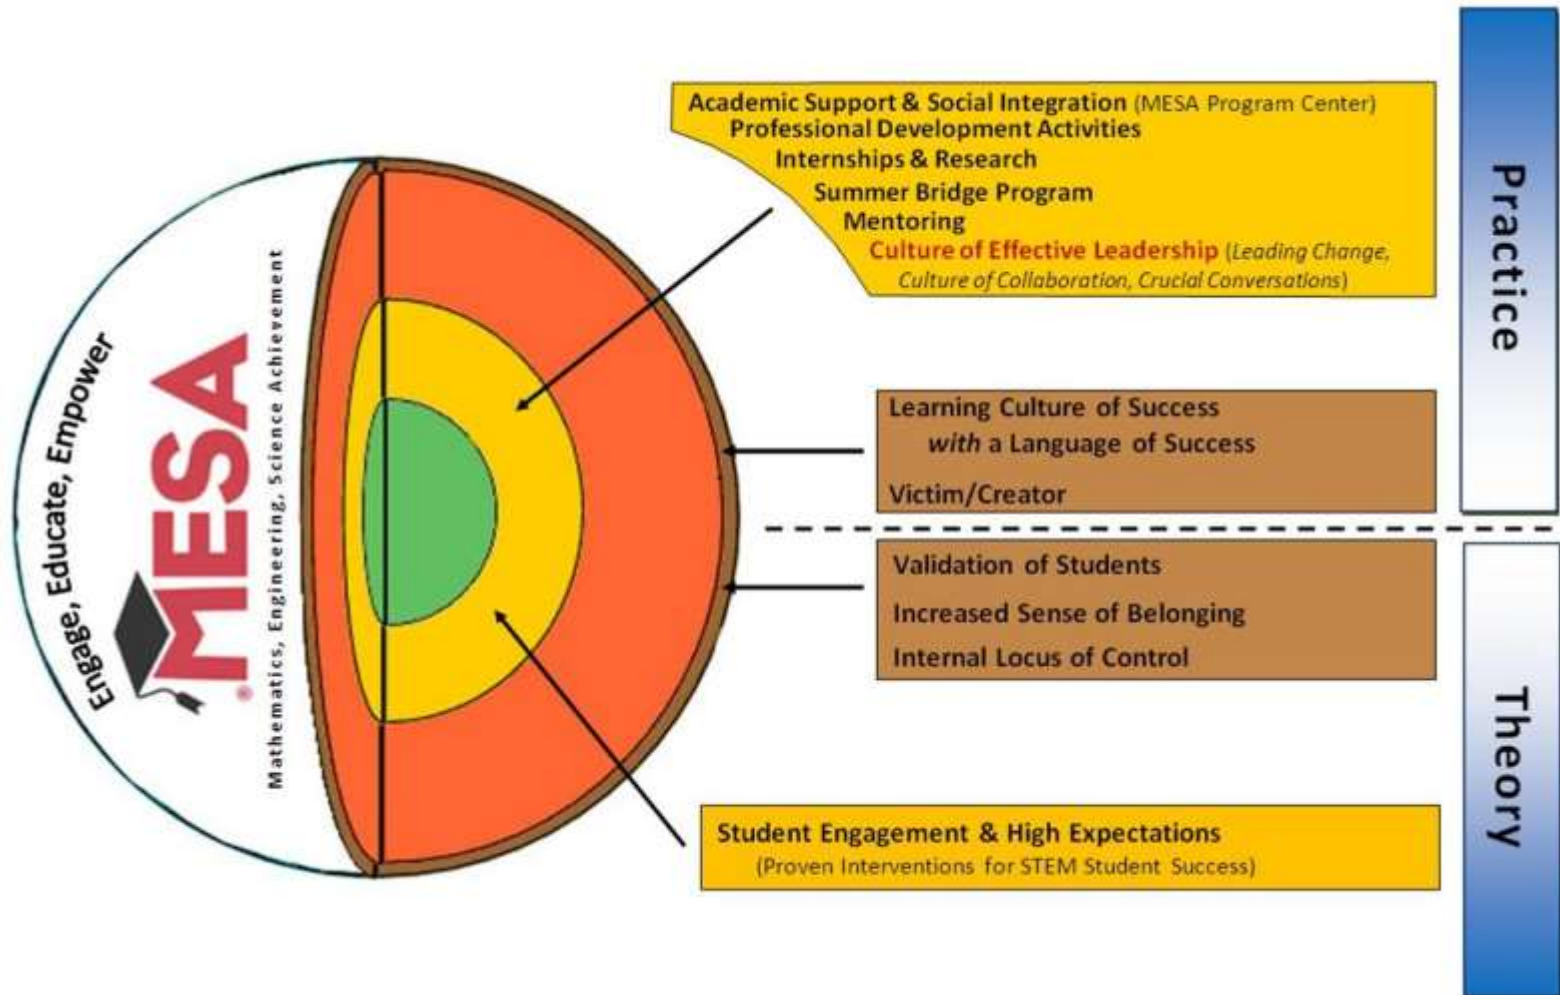 Engage, Educate, Empower
MESA®
Mathematics, Engineering, Science Achievement
Academic Support & Social Integration (MESA Program Center)
Professional Development Activities
Internships & Research
Summer Bridge Program
Mentoring
Culture of Effective Leadership (Leading Change,
Culture of Collaboration, Crucial Conversations)
Practice
Learning Culture of Success
with a Language of Success
Victim/Creator
Validation of Students
Increased Sense of Belonging
Internal Locus of Control
Theory
Student Engagement & High Expectations
(Proven Interventions for STEM Student Success)